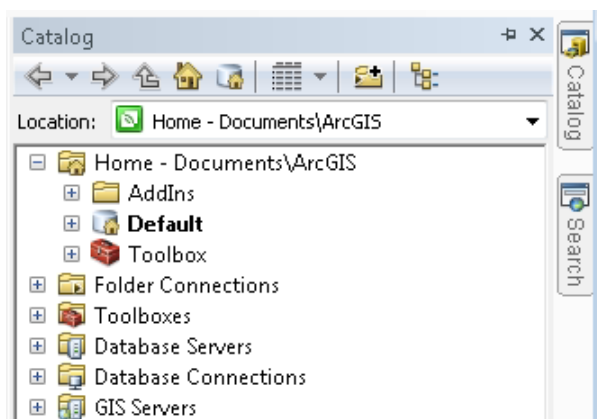 Catalog
Location: Home - Documents\ArcGIS
Home - Documents\ArcGIS
AddIns
Default
Toolbox
Folder Connections
Toolboxes
Database Servers
Database Connections
GIS Servers
Catalog
Search